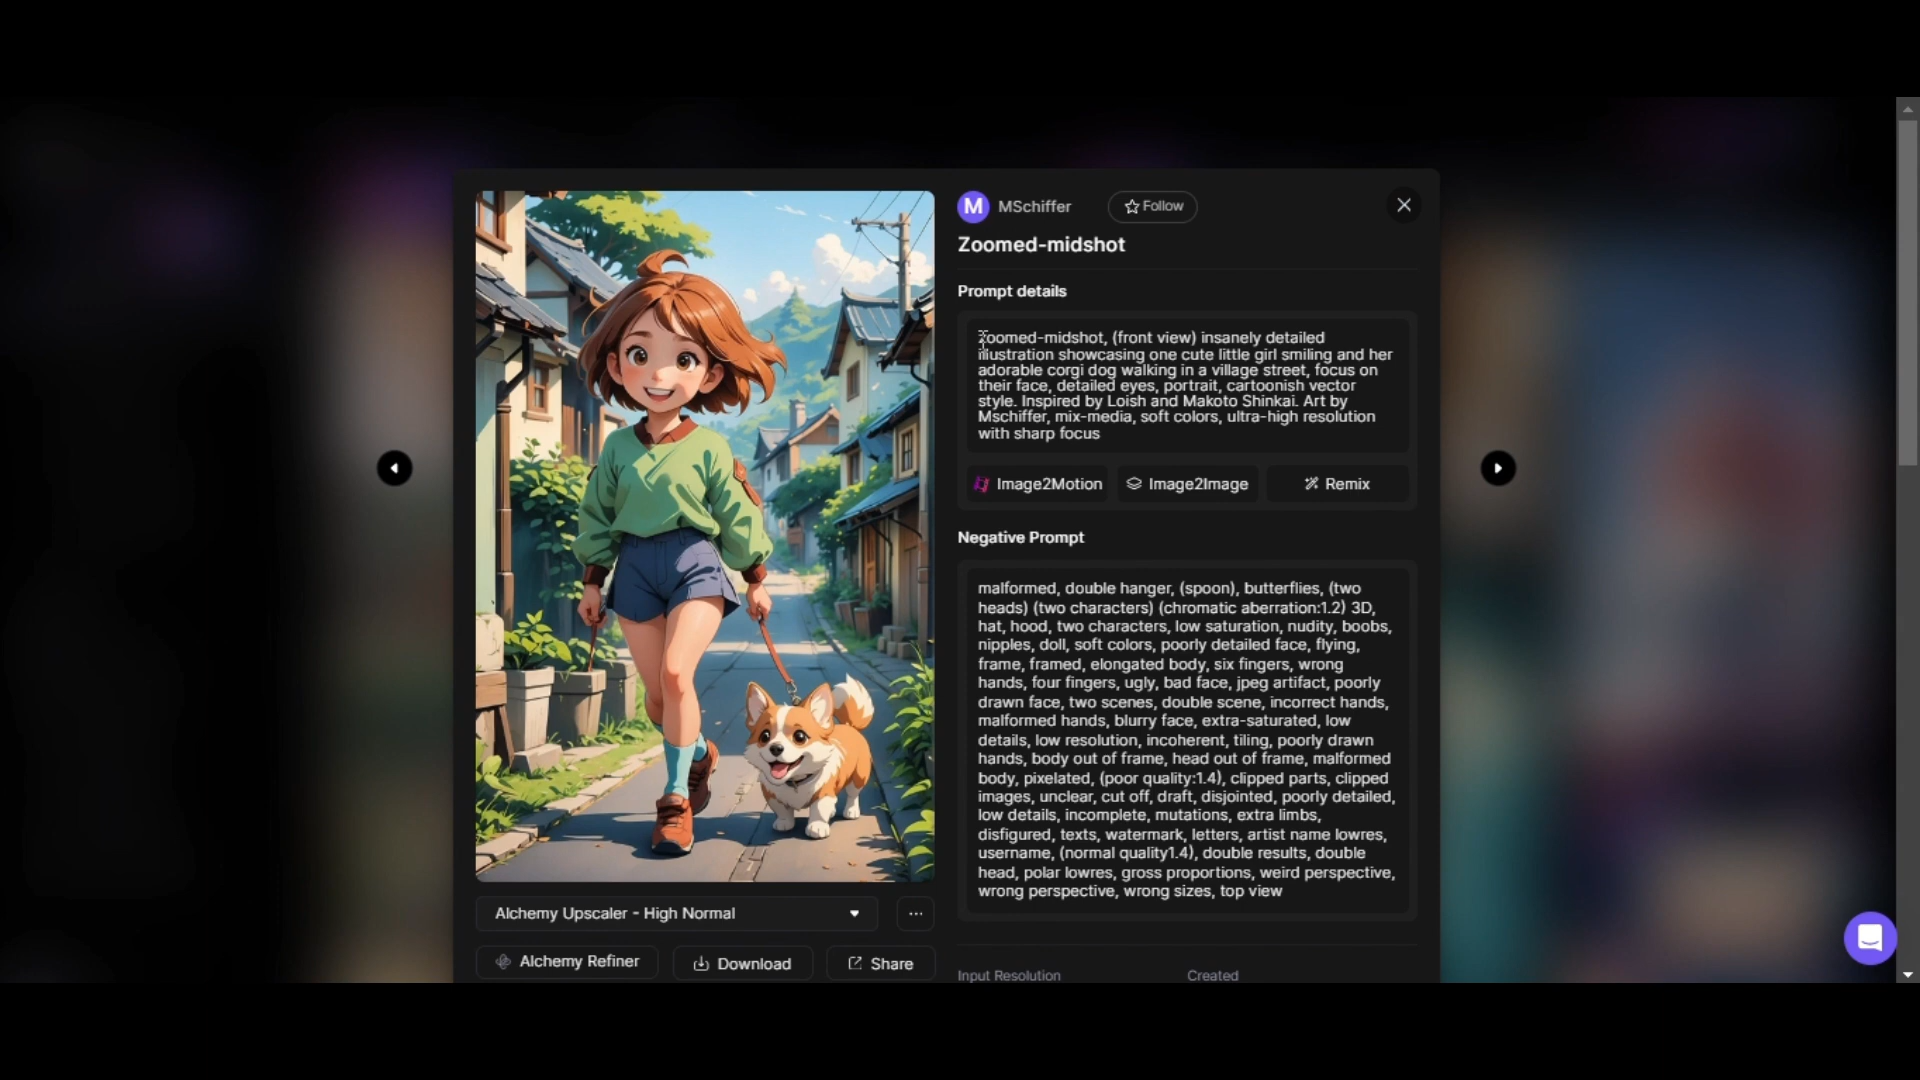 M MSchiffer Follow
Zoomed-midshot
Prompt details
Zoomed-midshot, (front view) insanely detailed
illustration showcasing one cute little girl smiling and her
adorable corgi dog walking in a village street, focus on
their face, detailed eyes, portrait, cartoonish vector
style. Inspired by Loish and Makoto Shinkai. Art by
Mschiffer, mix-media, soft colors, ultra-high resolution
with sharp focus
Image2Motion Image2Image Remix
Negative Prompt
malformed, double hanger, (spoon), butterflies, (two
heads) (two characters) (chromatic aberration:1.2) 3D,
hat, hood, two characters, low saturation, nudity, boobs,
nipples, doll, soft colors, poorly detailed face, flying,
frame, framed, elongated body, six fingers, wrong
hands, four fingers, ugly, bad face, jpeg artifact, poorly
drawn face, two scenes, double scene, incorrect hands,
malformed hands, blurry face, extra-saturated, low
details, low resolution, incoherent, tiling, poorly drawn
hands, body out of frame, head out of frame, malformed
body, pixelated, (poor quality:1.4), clipped parts, clipped
images, unclear, cut off, draft, disjointed, poorly detailed,
low details, incomplete, mutations, extra limbs,
disfigured, texts, watermark, letters, artist name lowres,
username, (normal quality1.4), double results, double
head, polar lowres, gross proportions, weird perspective,
wrong perspective, wrong sizes, top view
Alchemy Upscaler - High Normal
Alchemy Refiner Download Share
Input Resolution Created